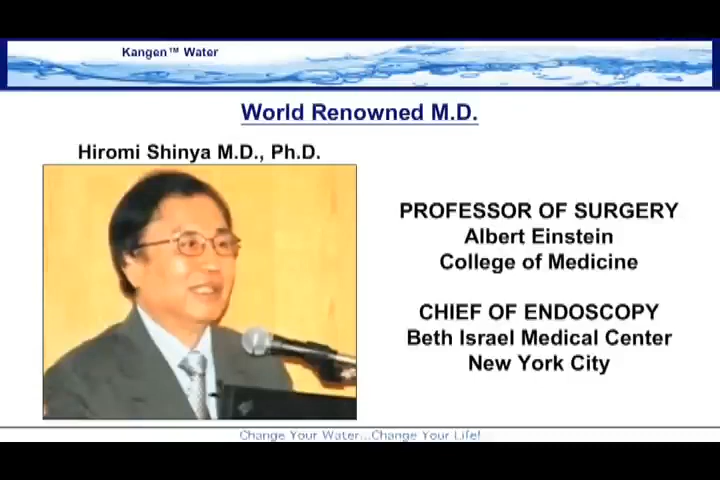 Kangen™ Water
World Renowned M.D.
Hiromi Shinya M.D., Ph.D.
PROFESSOR OF SURGERY
Albert Einstein
College of Medicine
CHIEF OF ENDOSCOPY
Beth Israel Medical Center
New York City
Change Your Water...Change Your Life!